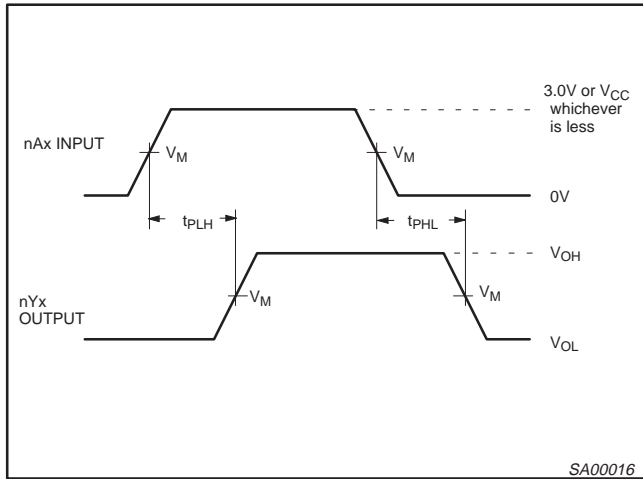 3.0V or VCC
whichever
is less
nAx INPUT
VM
VM
0V
tPLH
tPHL
VOH
nYx
OUTPUT
VM
VM
VOL
SA00016